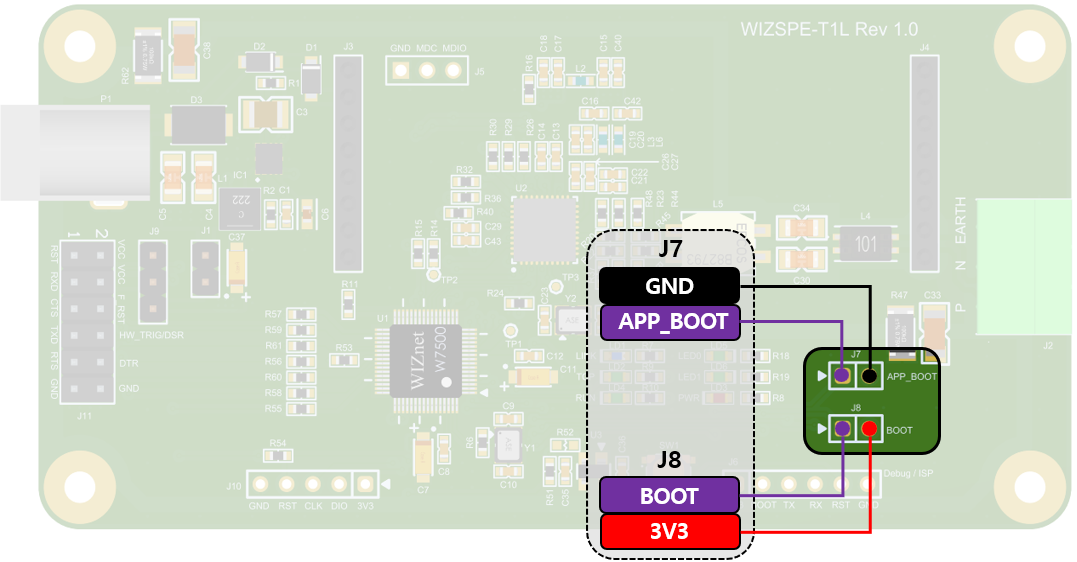 WIZSPE-T1L Rev 1.0
R62
C38
D2
D1
J3
GND MDC MDIO
J5
C18
C17
C15
C40
J4
R16
L2
R1
P1
D3
C3
C16
C42
R30
R29
R26
C14
C13
C19
C20
L3
L6
C26
C27
IC1
L1
R32
R36
R40
C29
C43
U2
R48
R23
R44
R45
C5
C4
222
R2
C1
C6
L5
C34
L4
101
C30
EARTH
N
P
1
2
J9
J1
C37
R15
R14
TP2
TP3
RST
RXD
CTS
TXD
RTS
GND
VCC
VCC
F_RST
HW_TRIG/DSR
DTR
GND
J11
R11
U1
WIZnet
W7500
R24
C23
Y2
TP1
R57
R59
R61
R56
R60
R58
R55
R53
C12
C11
J7
GND
APP_BOOT
R47
C33
J2
J7
APP_BOOT
J8
BOOT
LED0
R18
LED1
R19
R8
C9
R6
Y1
C10
R52
R51
C35
R54
C7
C8
J10
GND RST CLK DIO 3V3
J8
BOOT
3V3
Debug / ISP
TX RX RST GND